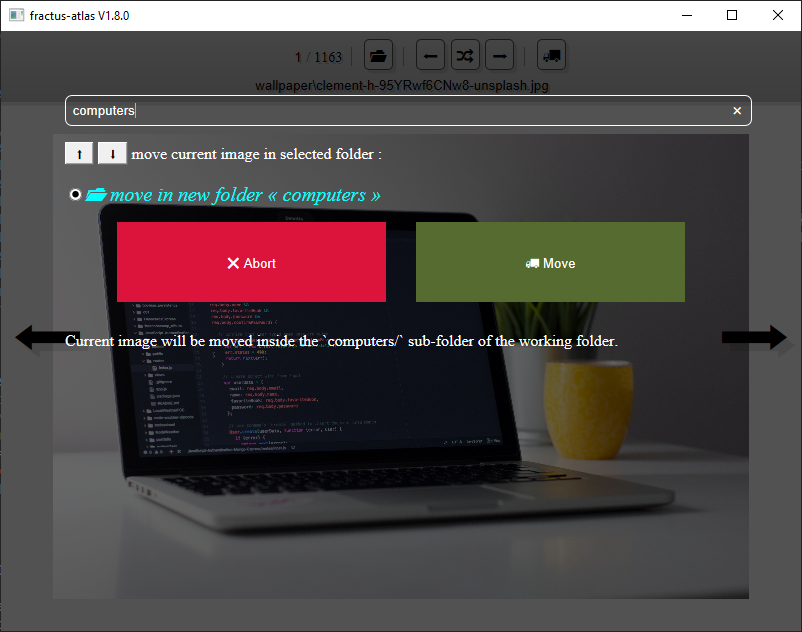 fractus-atlas V1.8.0
1 / 1163
wallpaper\clement-h-95YRwf6CNw8-unsplash.jpg
computers
move current image in selected folder :
move in new folder « computers »
Abort
Move
Current image will be moved inside the `computers/` sub-folder of the working folder.